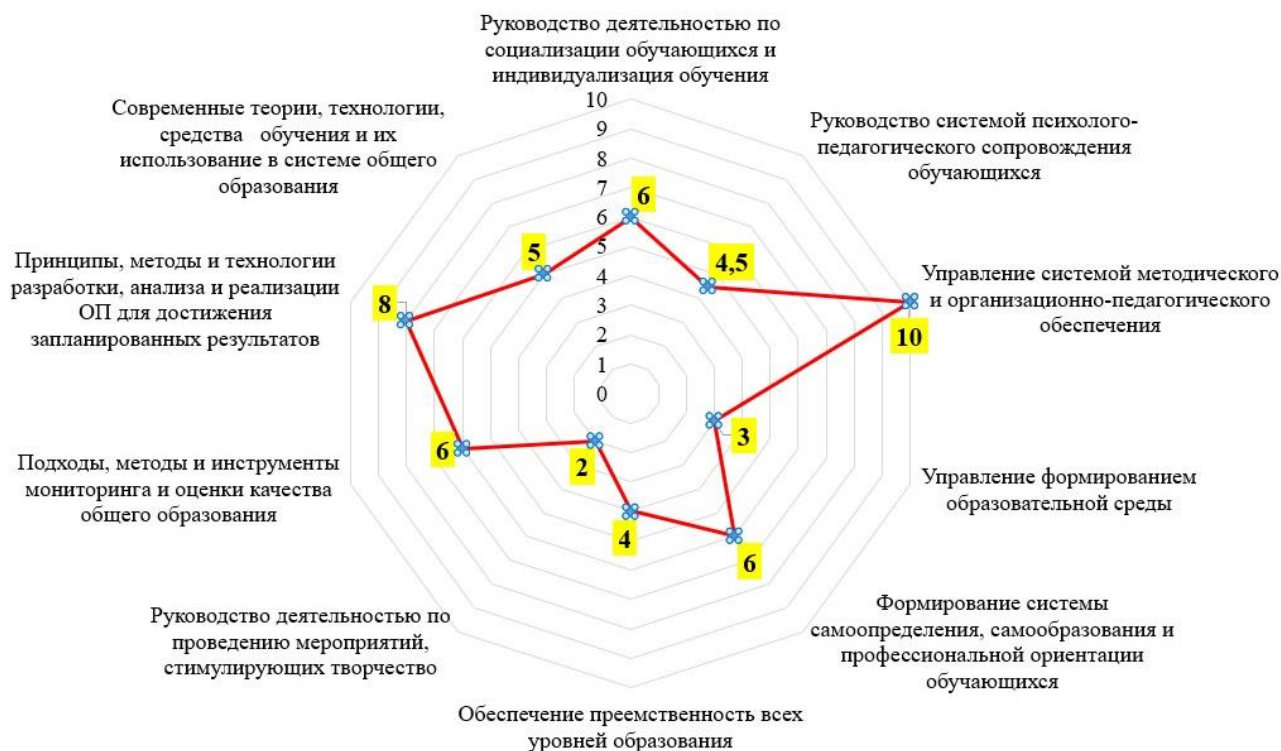 Руководство деятельностью по
социализации обучающихся и
индивидуализация обучения
Современные теории, технологии,
средства обучения и их
использование в системе общего
образования
Руководство системой психолого-
педагогического сопровождения
обучающихся
10
9
8
7
6
5
4
3
2
1
0
6
4,5
10
3
6
4
2
6
8
5
Принципы, методы и технологии
разработки, анализа и реализации
ОП для достижения
запланированных результатов
Управление системой методического
и организационно-педагогического
обеспечения
Подходы, методы и инструменты
мониторинга и оценки качества
общего образования
Управление формированием
образовательной среды
Руководство деятельностью по
проведению мероприятий,
стимулирующих творчество
Формирование системы
самоопределения, самообразования и
профессиональной ориентации
обучающихся
Обеспечение преемственность всех
уровней образования